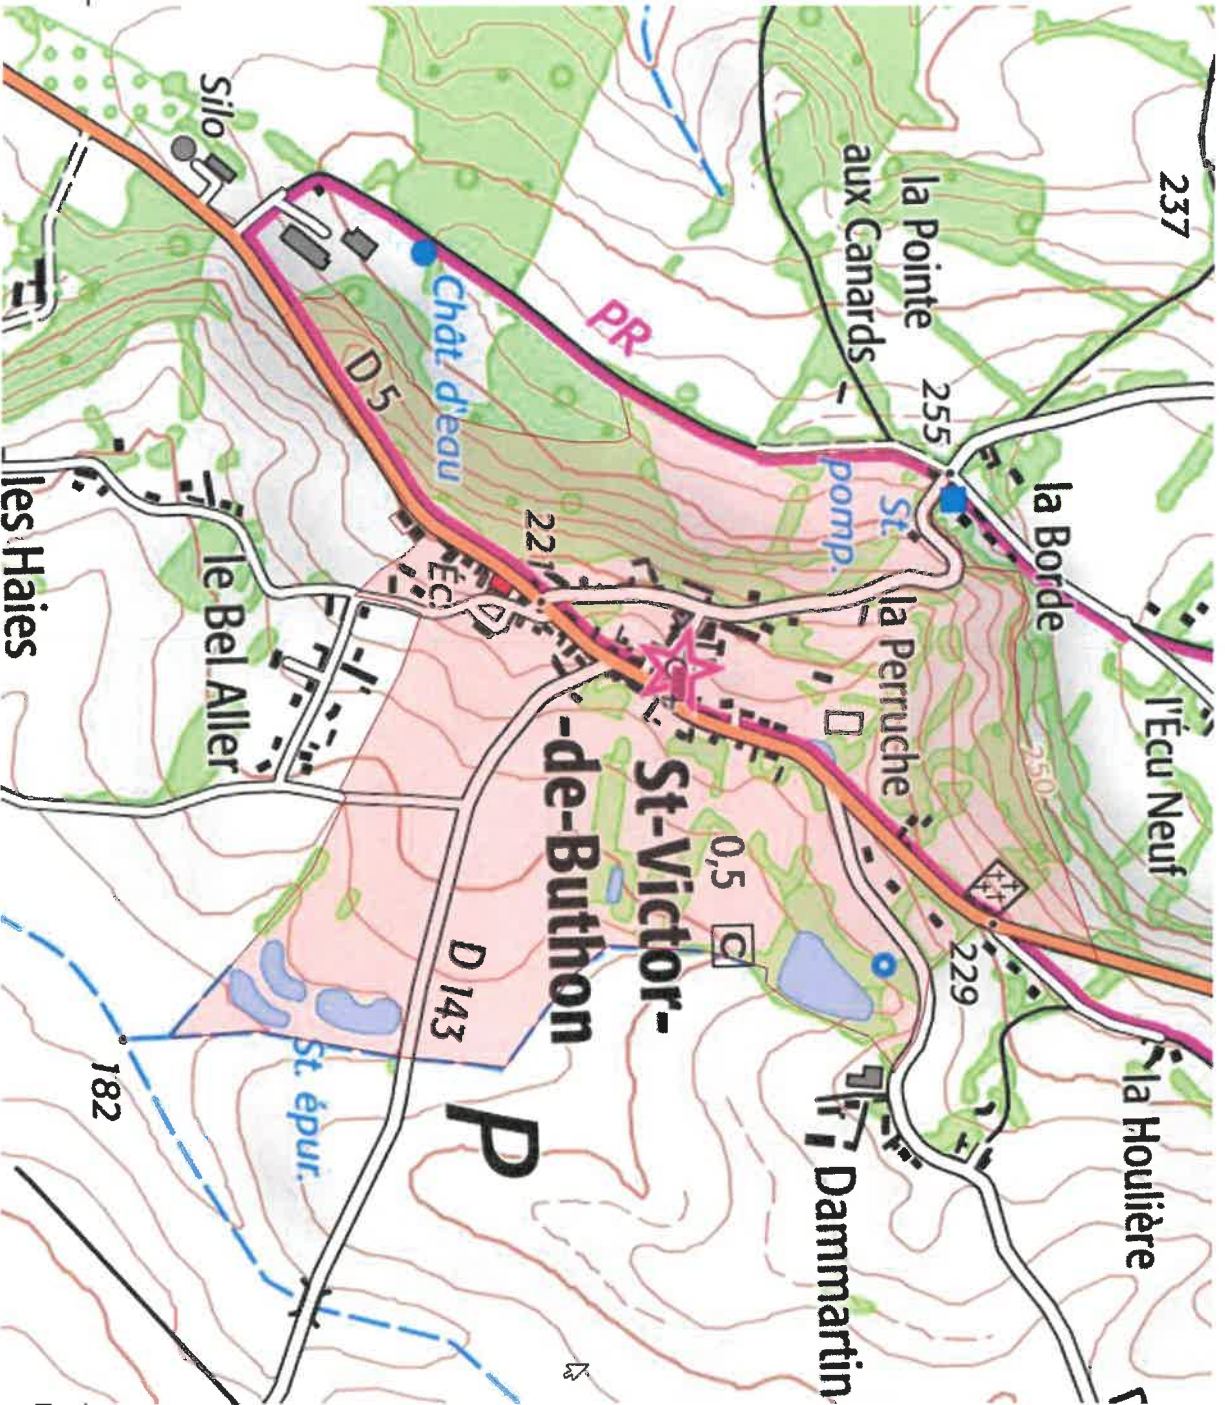 237
la Pointe
aux Canards
255
la Borde
l'Écu Neuf
St.
pomp.
la Perruche
250
PR
Silo
Chât. d'eau
D 5
221
Éc.
St-Victor-
-de-Buthon
0,5
C
229
la Houlière
Dammartin
le Bel Aller
les Haies
D 143
St. épur.
182
P